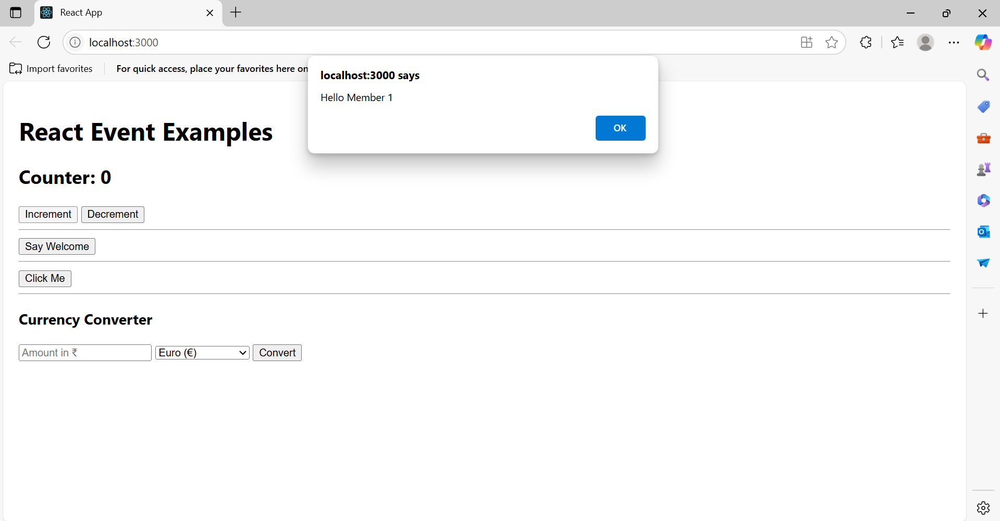 React App
localhost:3000
Import favorites
For quick access, place your favorites here on
localhost:3000 says
Hello Member 1
OK
React Event Examples
Counter: 0
Increment Decrement
Say Welcome
Click Me
Currency Converter
Amount in ₹ Euro (€) Convert